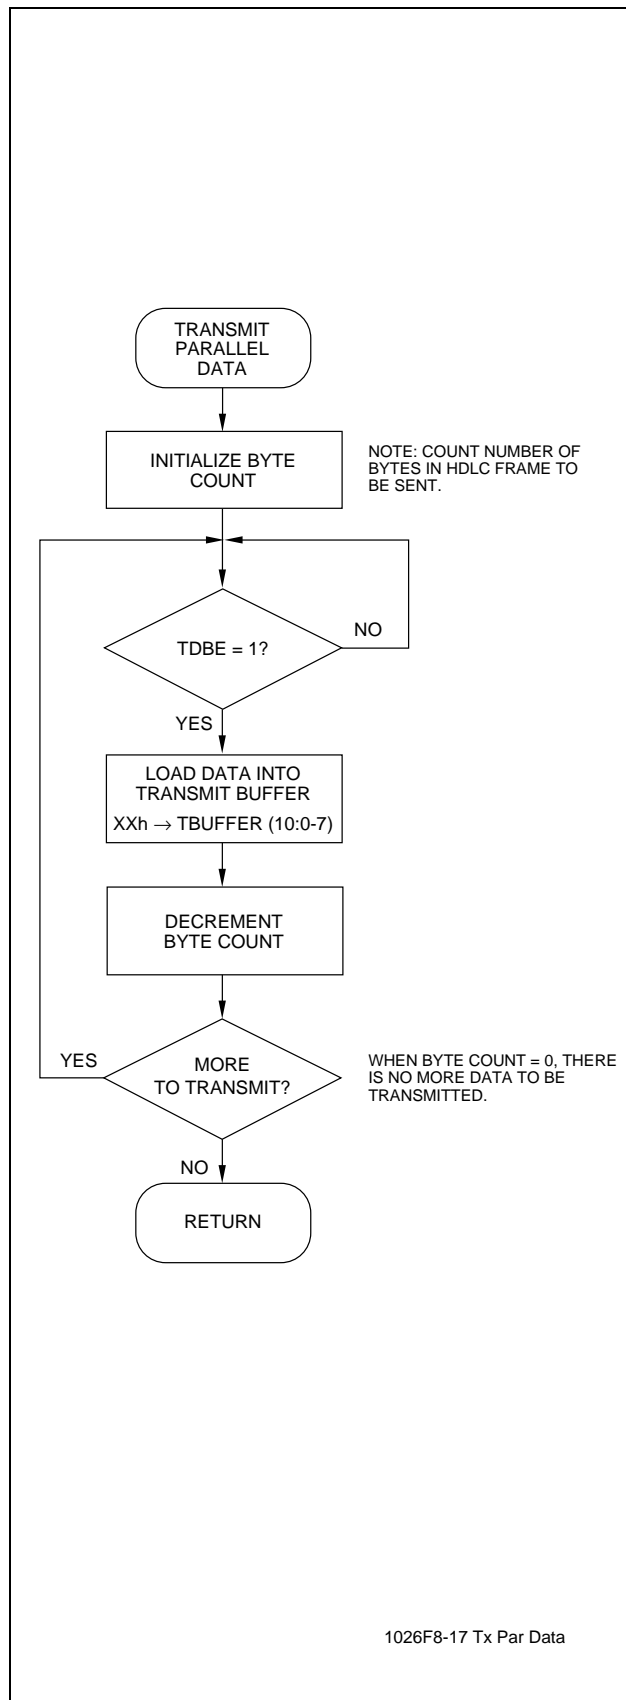 TRANSMIT
PARALLEL
DATA
INITIALIZE BYTE
COUNT
NOTE: COUNT NUMBER OF
BYTES IN HDLC FRAME TO
BE SENT.
TDBE = 1?
NO
YES
LOAD DATA INTO
TRANSMIT BUFFER
XXh → TBUFFER (10:0-7)
DECREMENT
BYTE COUNT
YES
MORE
TO TRANSMIT?
WHEN BYTE COUNT = 0, THERE
IS NO MORE DATA TO BE
TRANSMITTED.
NO
RETURN
1026F8-17 Tx Par Data